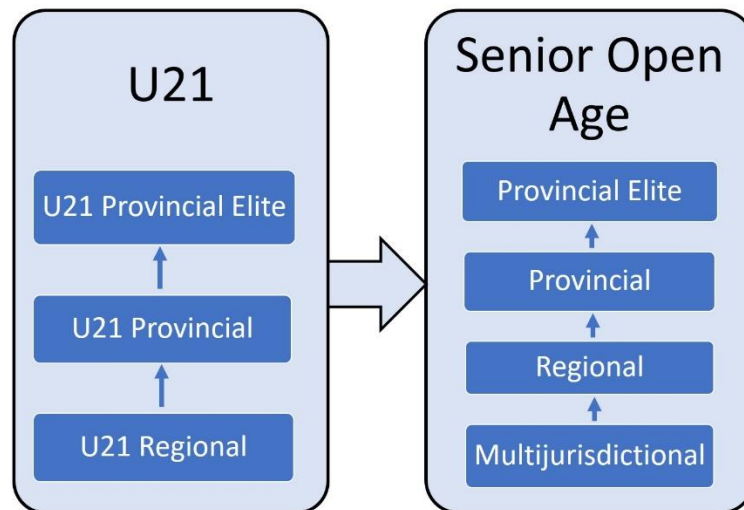 U21
U21 Provincial Elite
U21 Provincial
U21 Regional
Senior Open
Age
Provincial Elite
Provincial
Regional
Multijurisdictional